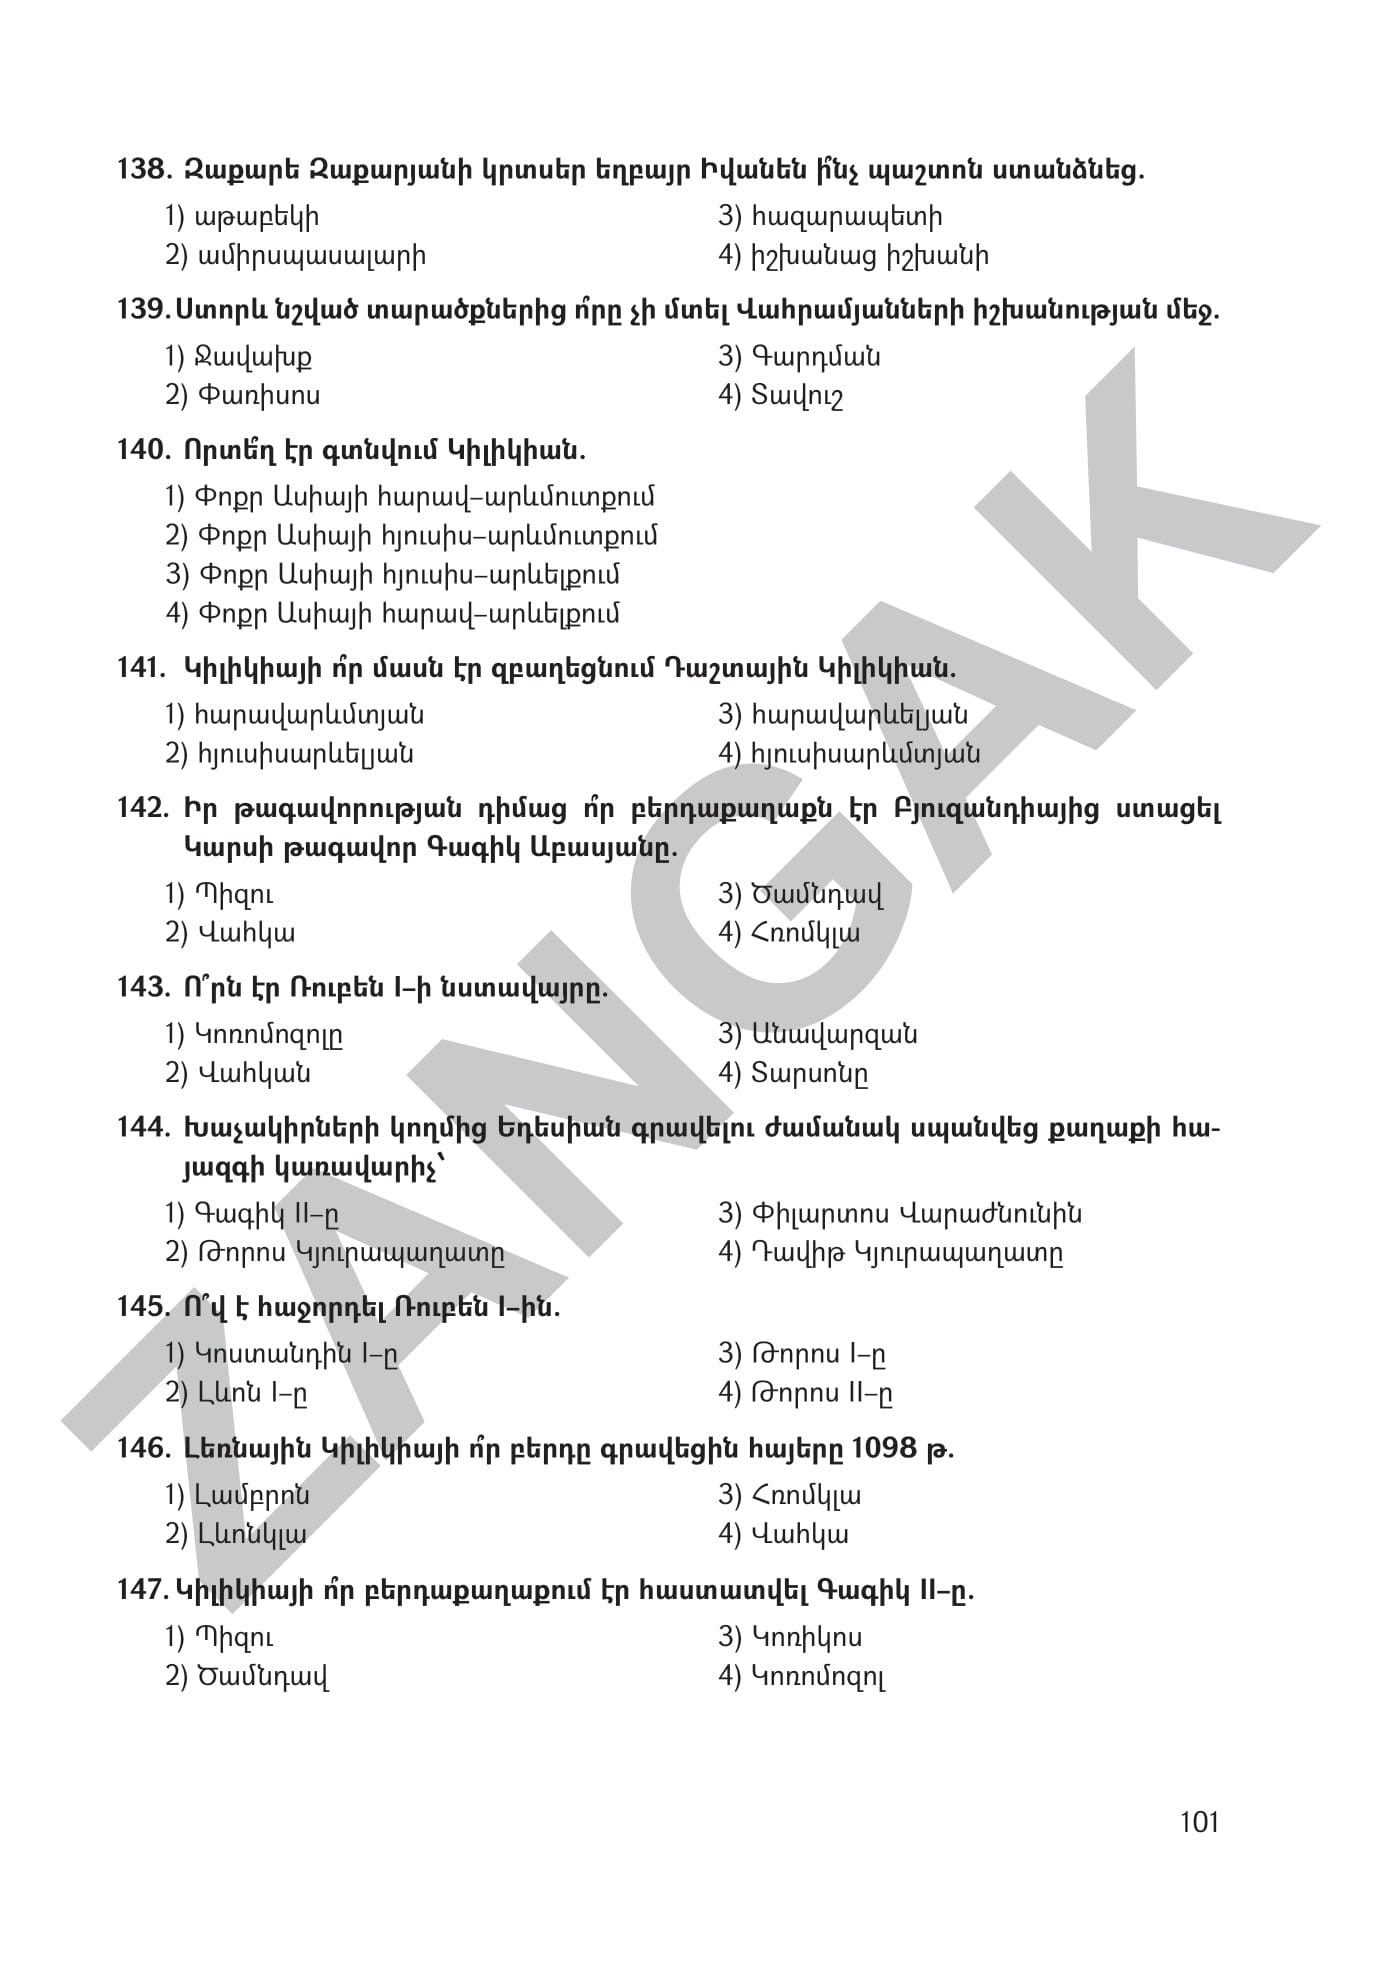 138. Զաքարե Զաքարյանի կրտսեր եղբայր Իվանեն ի՞նչ պաշտոն ստանձնեց.
1) աթաբեկի
2) ամիրսպասալարի
3) հազարապետի
4) իշխանաց իշխանի
139. Ստորև նշված տարածքներից ո՞րը չի մտել Վահրամյանների իշխանության մեջ.
1) Ջավախք
2) Փառիսոս
3) Գարդման
4) Տավուշ
140. Որտե՞ղ էր գտնվում Կիլիկիան.
1) Փոքր Ասիայի հարավ–արևմուտքում
2) Փոքր Ասիայի հյուսիս–արևմուտքում
3) Փոքր Ասիայի հյուսիս–արևելքում
4) Փոքր Ասիայի հարավ–արևելքում
141. Կիլիկիայի ո՞ր մասն էր զբաղեցնում Դաշտային Կիլիկիան.
1) հարավարևմտյան
2) հյուսիսարևելյան
3) հարավարևելյան
4) հյուսիսարևմտյան
142. Իր թագավորության դիմաց ո՞ր բերդաքաղաքն էր Բյուզանդիայից ստացել
Կարսի թագավոր Գագիկ Աբասյանը.
1) Պիզու
2) Վահկա
3) Ծամնդավ
4) Հռոմկլա
143. Ո՞րն էր Ռուբեն I–ի նստավայրը.
1) Կոռոմոզոլը
2) Վահկան
3) Անավարզան
4) Տարսոնը
144. Խաչակիրների կողմից Եդեսիան գրավելու ժամանակ սպանվեց քաղաքի հա-
յազգի կառավարիչ՝
1) Գագիկ II–ը
2) Թորոս Կյուրապաղատը
3) Փիլարտոս Վարաժնունին
4) Դավիթ Կյուրապաղատը
145. Ո՞վ է հաջորդել Ռուբեն I–ին.
1) Կոստանդին I–ը
2) Լևոն I–ը
3) Թորոս I–ը
4) Թորոս II–ը
146. Լեռնային Կիլիկիայի ո՞ր բերդը գրավեցին հայերը 1098 թ.
1) Լամբրոն
2) Լևոնկլա
3) Հռոմկլա
4) Վահկա
147. Կիլիկիայի ո՞ր բերդաքաղաքում էր հաստատվել Գագիկ II–ը.
1) Պիզու
2) Ծամնդավ
3) Կոռիկոս
4) Կոռոմոզոլ
101
ZANGAK